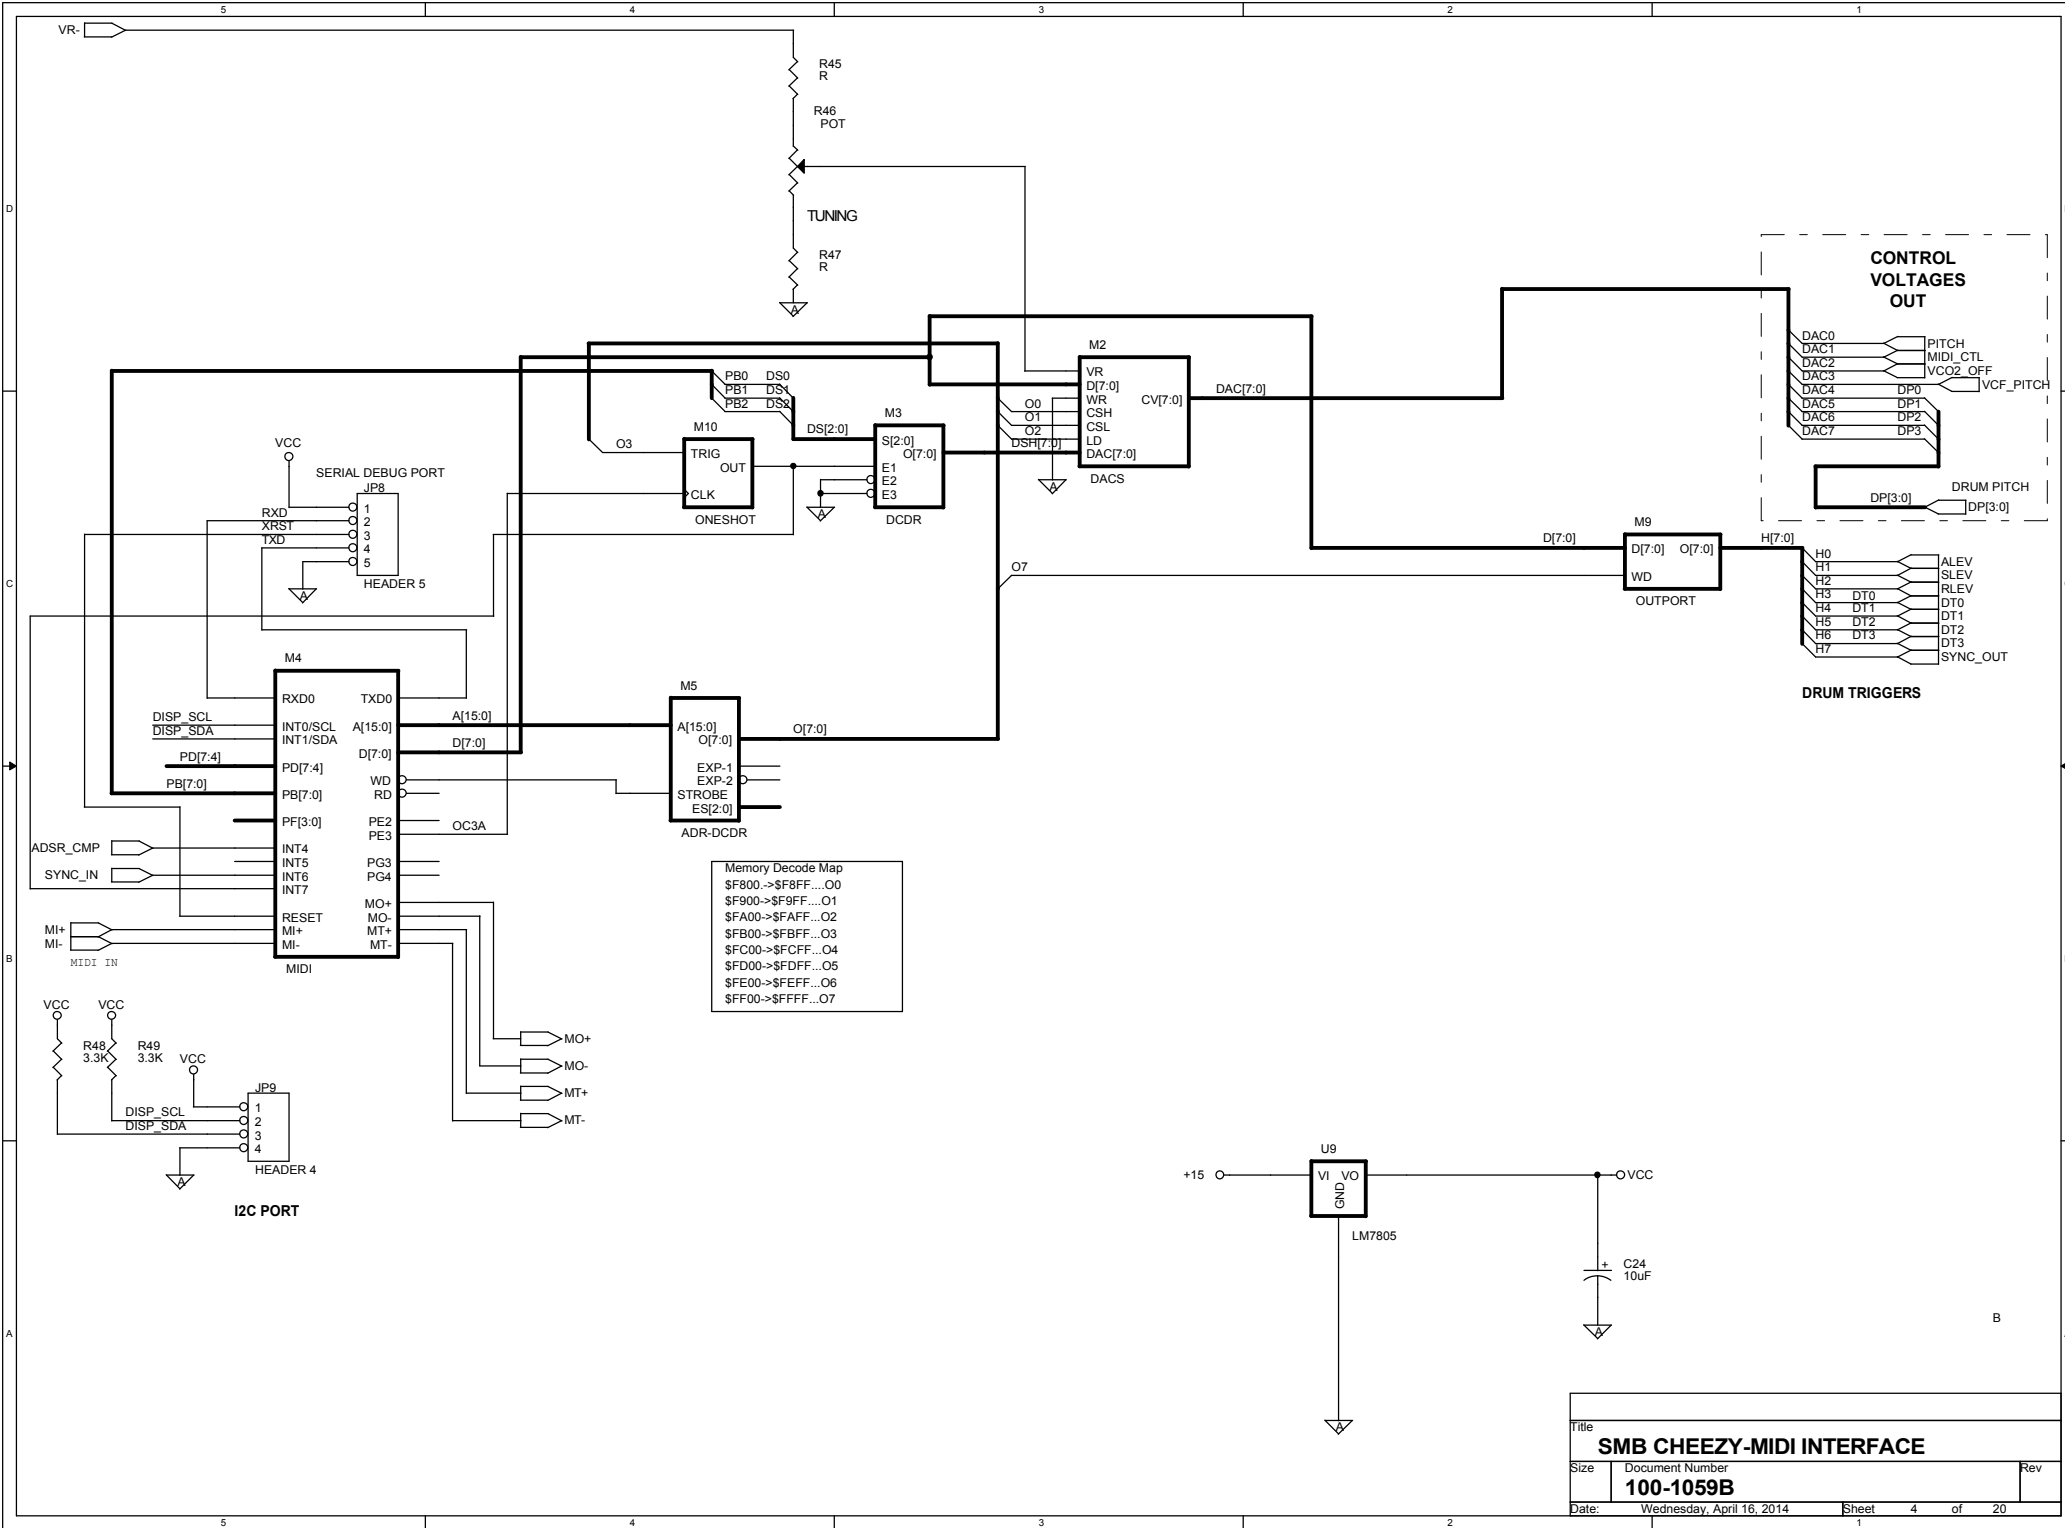 5 4 3 2 1
VR-
R45
R
R46
POT
TUNING
R47
R
D
CONTROL
VOLTAGES
OUT
DAC0 PITCH
DAC1 MIDI_CTL
DAC2 VCO2_OFF
DAC3 VCF_PITCH
DAC4 DP0
DAC5 DP1
DAC6 DP2
DAC7 DP3
DRUM PITCH
DP[3:0] DP[3:0]
M2
VR
D[7:0]
WR
CSH
CSL
LD
DAC[7:0]
CV[7:0]
DACS
DAC[7:0]
O0
O1
O2
DSH[7:0]
PB0 DS0
PB1 DS1
PB2 DS2
DS[2:0]
M3
S[2:0]
O[7:0]
E1
E2
E3
DCDR
M10
O3
TRIG
OUT
CLK
ONESHOT
VCC
SERIAL DEBUG PORT
JP8
1
2
3
4
5
RXD
XRST
TXD
HEADER 5
A
C
D[7:0]
M9
D[7:0] O[7:0]
WD
OUTPORT
O7
H[7:0]
H0 ALEV
H1 SLEV
H2 RLEV
H3 DT0 DT0
H4 DT1 DT1
H5 DT2 DT2
H6 DT3 DT3
H7 SYNC_OUT
DRUM TRIGGERS
M4
RXD0 TXD0
INT0/SCL A[15:0]
INT1/SDA
D[7:0]
PD[7:4]
WD
PB[7:0] RD
PF[3:0] PE2
PE3
INT4
INT5 PG3
INT6 PG4
INT7
MO+
RESET MO-
MI+ MT+
MI- MT-
MIDI
DISP_SCL
DISP_SDA
PD[7:4]
PB[7:0]
ADSR_CMP
SYNC_IN
MI+
MI-
MIDI IN
A[15:0]
D[7:0]
OC3A
M5
A[15:0]
O[7:0]
EXP-1
EXP-2
STROBE
ES[2:0]
ADR-DCDR
O[7:0]
Memory Decode Map
$F800.->$F8FF....O0
$F900->$F9FF....O1
$FA00->$FAFF...O2
$FB00->$FBFF...O3
$FC00->$FCFF...O4
$FD00->$FDFF...O5
$FE00->$FEFF...O6
$FF00->$FFFF...O7
B
MO+
MO-
MT+
MT-
VCC VCC
R48
3.3K
R49
3.3K
VCC
JP9
1
2
3
4
DISP_SCL
DISP_SDA
HEADER 4
A
I2C PORT
+15
U9
VI VO
GND
LM7805
VCC
C24
10uF
+
A
A
A
B
Title
SMB CHEEZY-MIDI INTERFACE
Size Document Number Rev
100-1059B
Date: Wednesday, April 16, 2014 Sheet 4 of 20
5 4 3 2 1